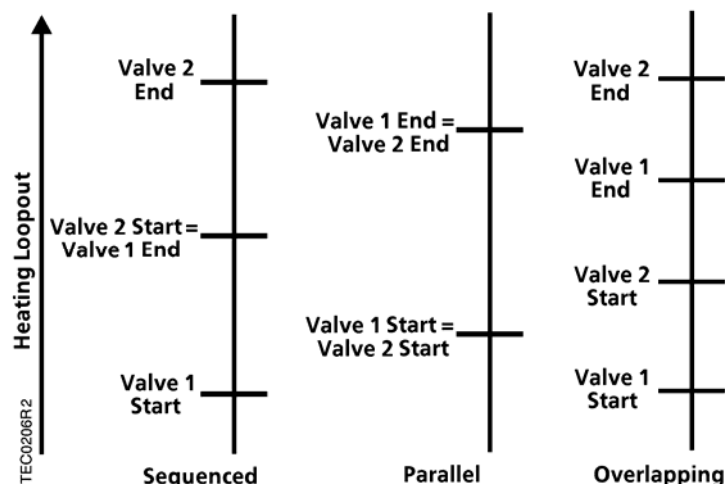 Heating Loopout
TEC0206R2
Valve 2
End
Valve 2 Start =
Valve 1 End
Valve 1
Start
Sequenced
Valve 1 End =
Valve 2 End
Valve 1 Start =
Valve 2 Start
Parallel
Valve 2
End
Valve 1
End
Valve 2
Start
Valve 1
Start
Overlapping